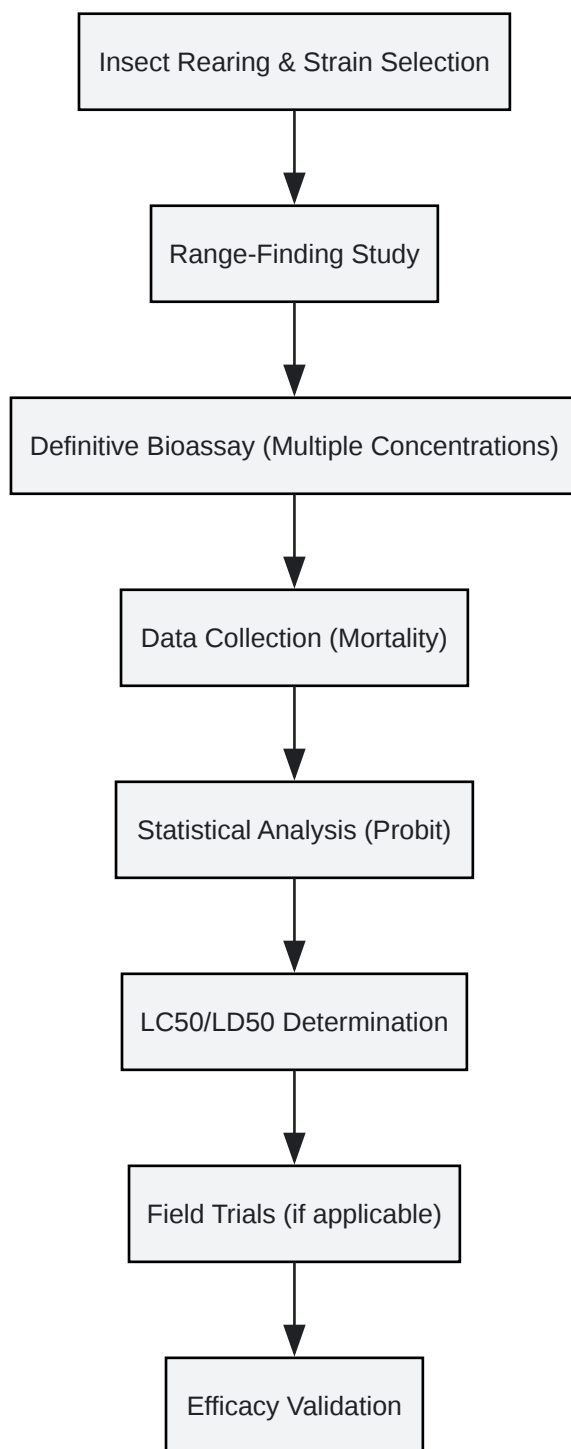 Insect Rearing & Strain Selection
Range-Finding Study
Definitive Bioassay (Multiple Concentrations)
Data Collection (Mortality)
Statistical Analysis (Probit)
LC50/LD50 Determination
Field Trials (if applicable)
Efficacy Validation